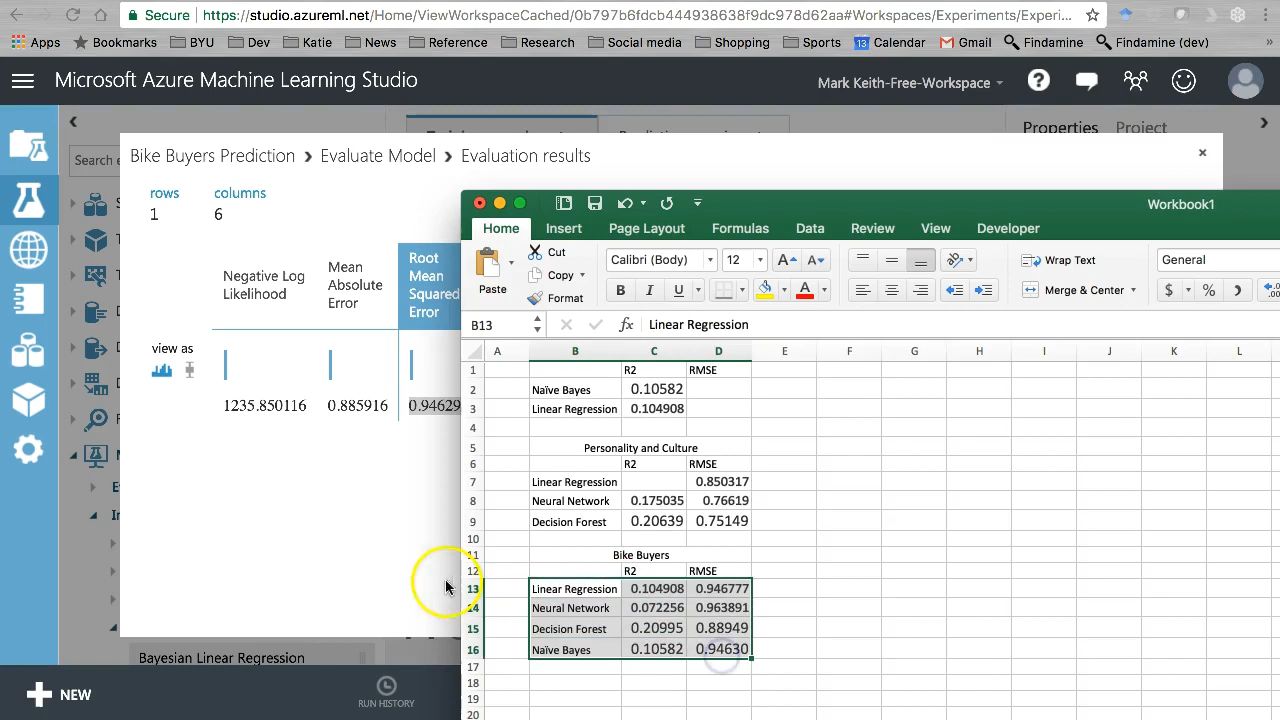 Secure https://studio.azureml.net/Home/ViewWorkspaceCached/0b797b6fdcb444938638f9dc978d62aa#Workspaces/Experiments/Experi...
Apps Bookmarks BYU Dev Katie News Reference Research Social media Shopping Sports 13 Calendar Gmail Findamine Findamine (dev) »
Microsoft Azure Machine Learning Studio
Mark Keith-Free-Workspace
Properties Project
Search e
Bike Buyers Prediction > Evaluate Model > Evaluation results
rows columns
1 6
Negative Log Likelihood
Mean Absolute Error
Root Mean Squared Error
view as
1235.850116 0.885916 0.94629
Bayesian Linear Regression
NEW
RUN HISTORY
Workbook1
Home Insert Page Layout Formulas Data Review View Developer
Paste
Cut
Copy
Format
Calibri (Body) 12
B I U
Wrap Text
Merge & Center
General
$ %
B13 fx Linear Regression
A B C D E F G H I J K L
1 R2 RMSE
2 Naïve Bayes 0.10582
3 Linear Regression 0.104908
4
5 Personality and Culture
6 R2 RMSE
7 Linear Regression 0.850317
8 Neural Network 0.175035 0.76619
9 Decision Forest 0.20639 0.75149
10
11 Bike Buyers
12 R2 RMSE
13 Linear Regression 0.104908 0.946777
14 Neural Network 0.072256 0.963891
15 Decision Forest 0.20995 0.88949
16 Naïve Bayes 0.10582 0.94630
17
18
19
20